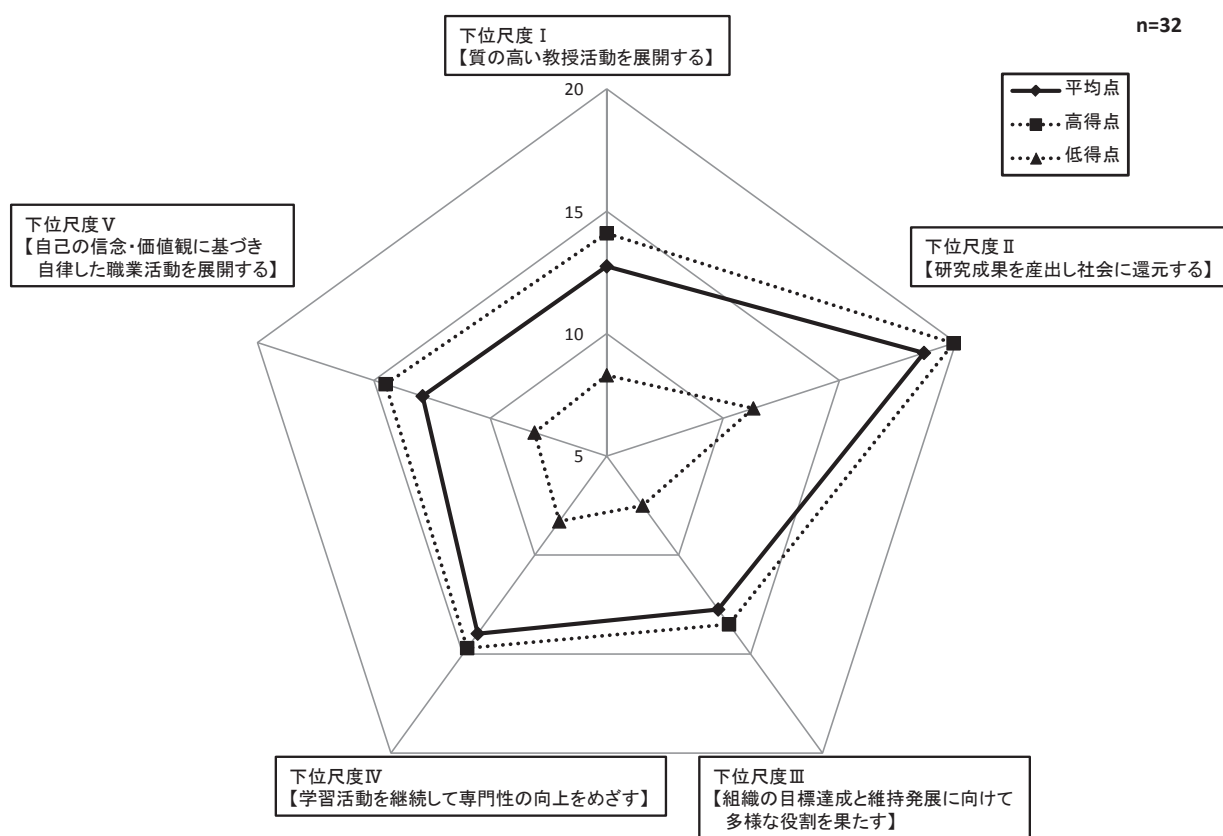 n=32
下位尺度Ⅰ
【質の高い教授活動を展開する】
平均点
高得点
低得点
20
15
10
5
下位尺度Ⅴ
【自己の信念・価値観に基づき
自律した職業活動を展開する】
下位尺度Ⅱ
【研究成果を産出し社会に還元する】
下位尺度Ⅳ
【学習活動を継続して専門性の向上をめざす】
下位尺度Ⅲ
【組織の目標達成と維持発展に向けて
多様な役割を果たす】